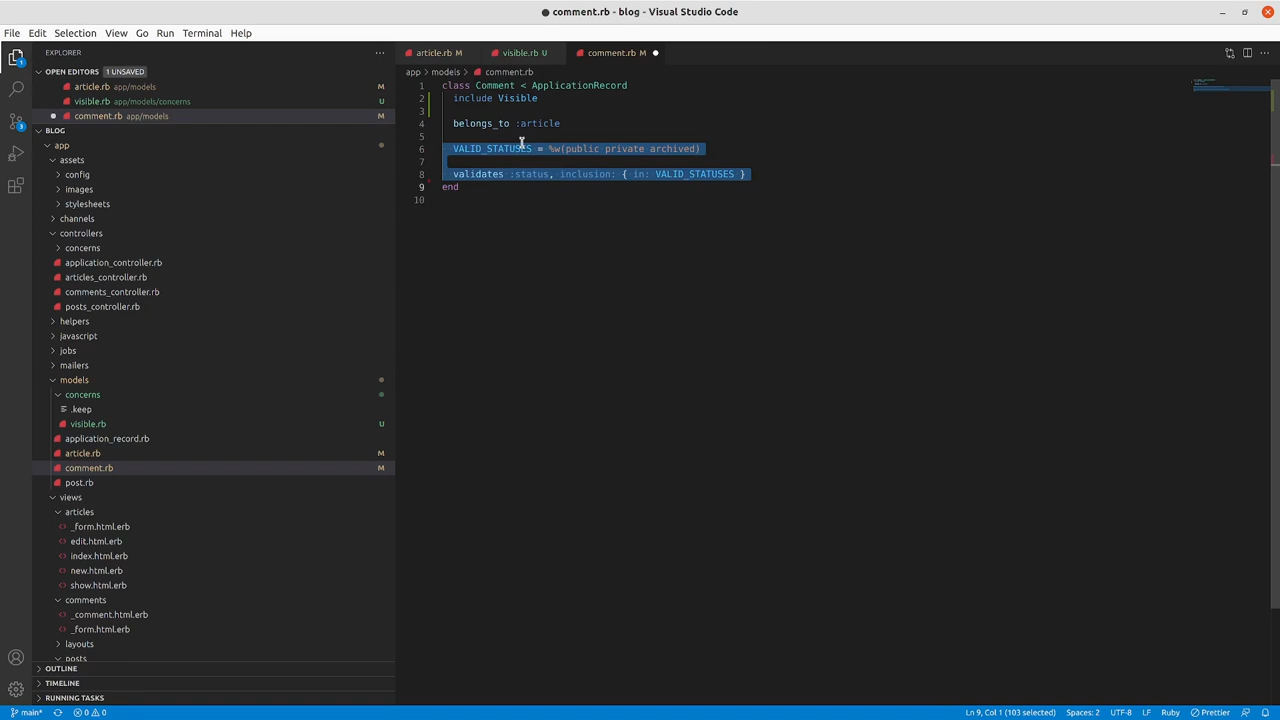 comment.rb - blog - Visual Studio Code
File Edit Selection View Go Run Terminal Help
EXPLORER
OPEN EDITORS 1 UNSAVED
article.rb app/models M
visible.rb app/models/concerns U
comment.rb app/models M
BLOG
app
assets
config
images
stylesheets
channels
controllers
concerns
application_controller.rb
articles_controller.rb
comments_controller.rb
posts_controller.rb
helpers
javascript
jobs
mailers
models
concerns
.keep
visible.rb U
application_record.rb
article.rb M
comment.rb M
post.rb
views
articles
_form.html.erb
edit.html.erb
index.html.erb
new.html.erb
show.html.erb
comments
_comment.html.erb
_form.html.erb
layouts
posts
OUTLINE
TIMELINE
RUNNING TASKS
article.rb M visible.rb U comment.rb M
app > models > comment.rb
1 class Comment < ApplicationRecord
2 include Visible
3
4 belongs_to :article
5
6 VALID_STATUSES = %w(public private archived)
7
8 validates :status, inclusion: { in: VALID_STATUSES }
9 end
10
1
3
main* 0 0 Ln 9, Col 1 (103 selected) Spaces: 2 UTF-8 LF Ruby Prettier